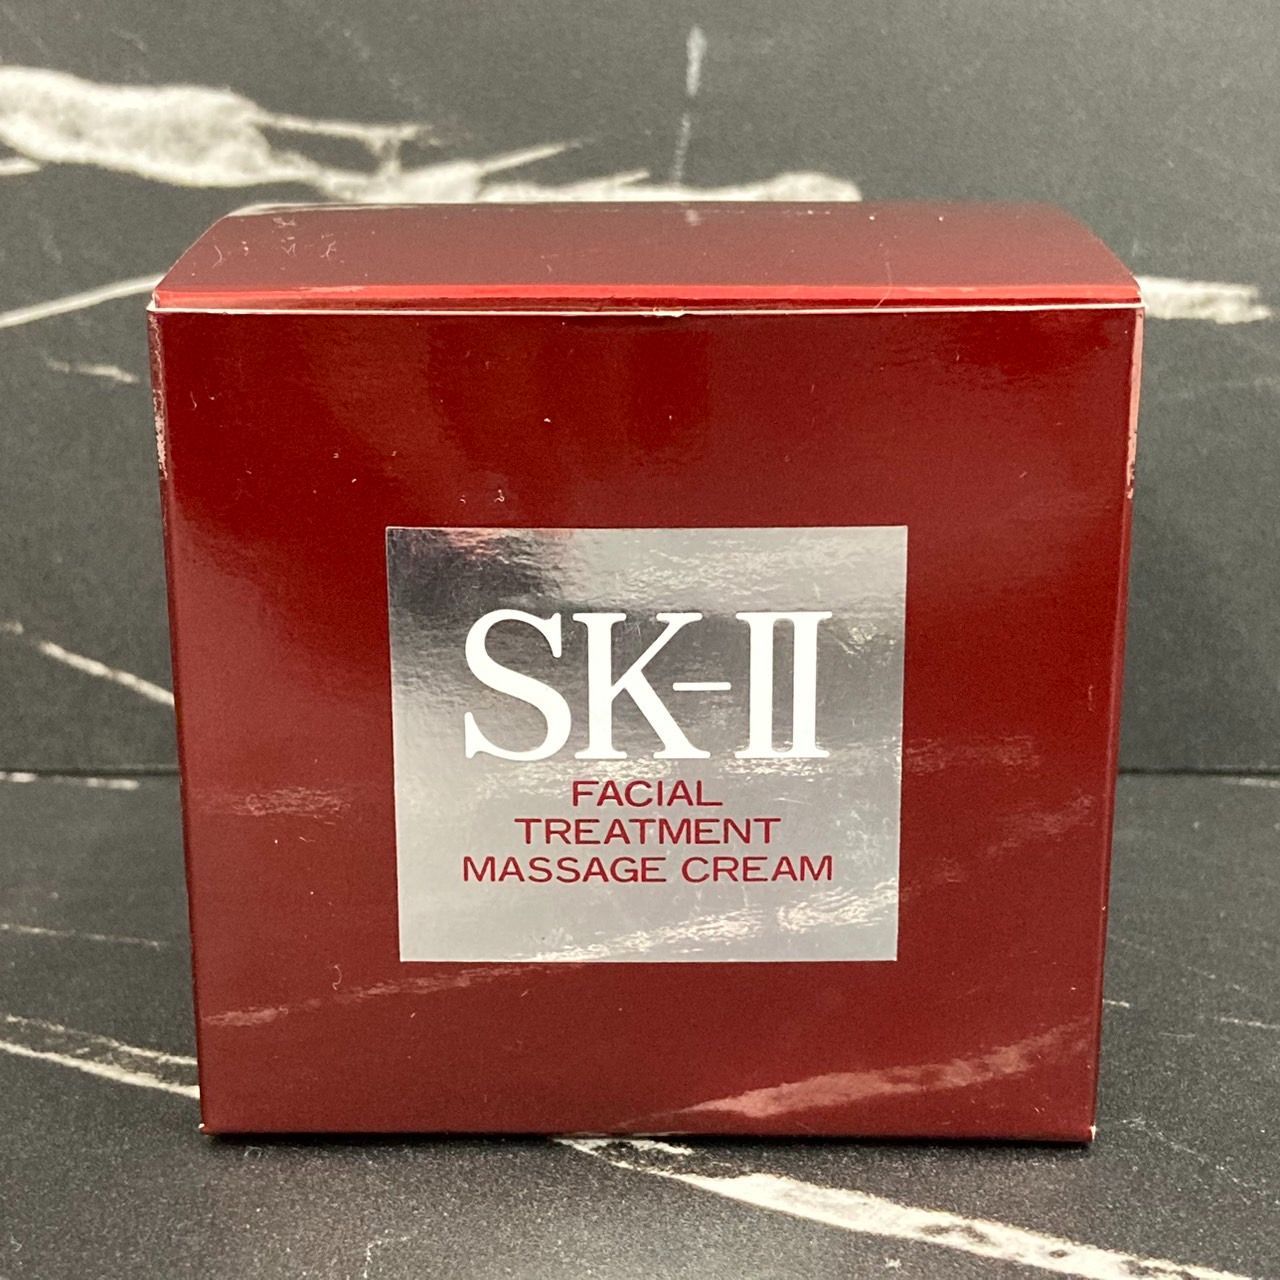 SK-II
FACIAL
TREATMENT
MASSAGE CREAM